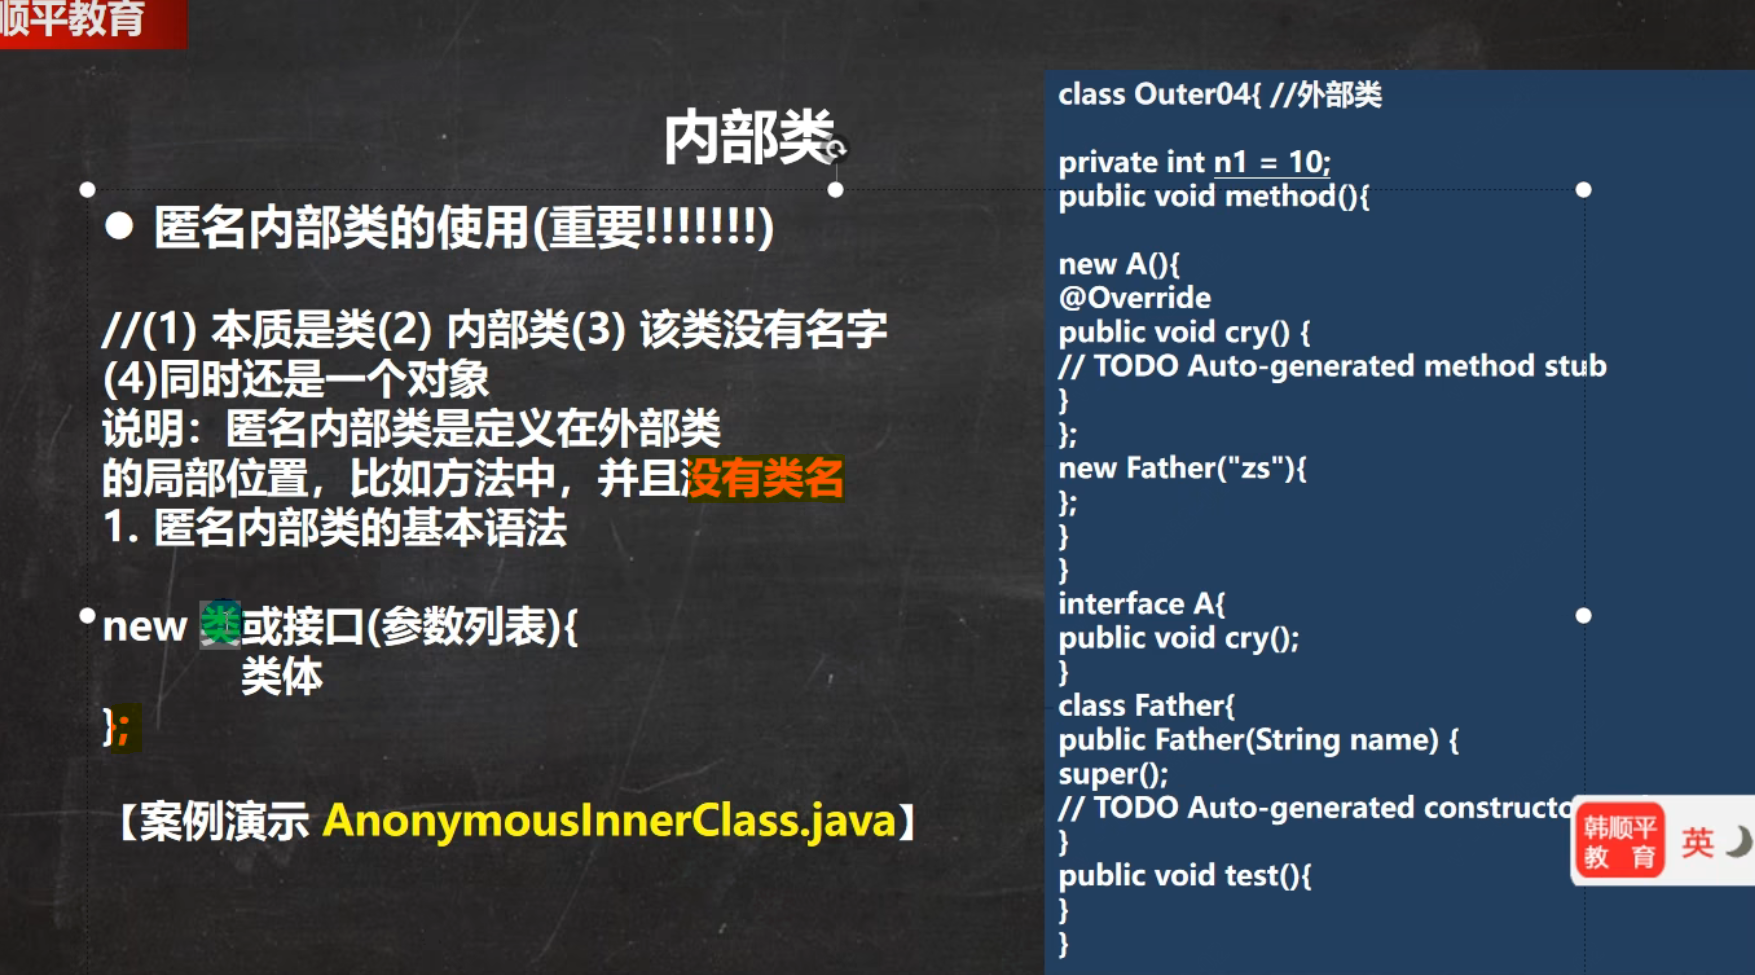 顺平教育
内部类
● 匿名内部类的使用(重要!!!!!!!)
//(1) 本质是类(2) 内部类(3) 该类没有名字
(4)同时还是一个对象
说明：匿名内部类是定义在外部类
的局部位置，比如方法中，并且没有类名
1. 匿名内部类的基本语法
new 类或接口(参数列表){
类体
};
【案例演示 AnonymousInnerClass.java】
class Outer04{ //外部类
private int n1 = 10;
public void method(){
new A(){
@Override
public void cry() {
// TODO Auto-generated method stub
}
};
new Father("zs"){
};
}
}
interface A{
public void cry();
}
class Father{
public Father(String name) {
super();
// TODO Auto-generated constructo
}
public void test(){
}
}
韩顺平
教 育
英